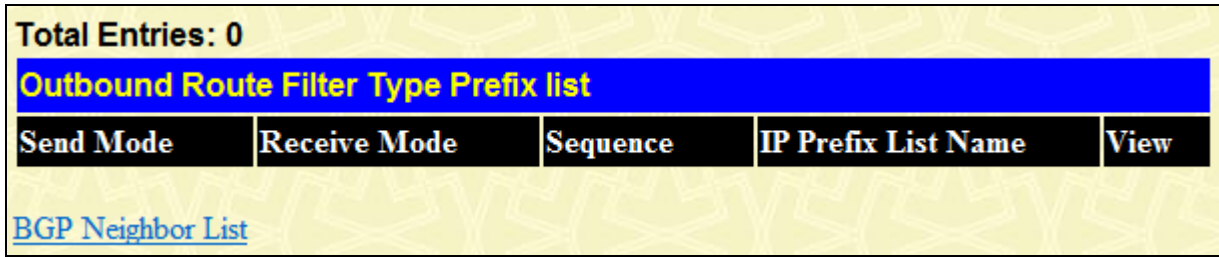 Total Entries: 0
Outbound Route Filter Type Prefix list
Send Mode Receive Mode Sequence IP Prefix List Name View
BGP Neighbor List